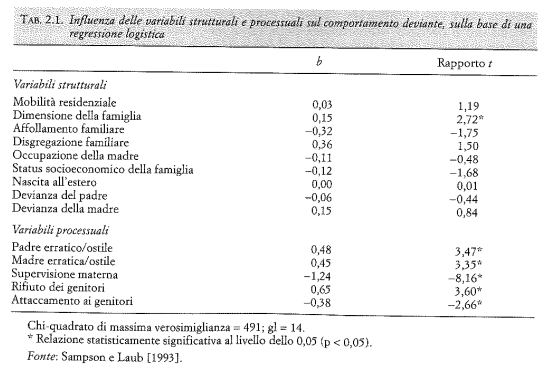 TAB. 2.1. Influenza delle variabili strutturali e processuali sul comportamento deviante, sulla base di una
regressione logistica
b Rapporto t
Variabili strutturali
Mobilità residenziale 0,03 1,19
Dimensione della famiglia 0,15 2,72*
Affollamento familiare –0,32 –1,75
Disgregazione familiare 0,36 1,50
Occupazione della madre –0,11 –0,48
Status socioeconomico della famiglia –0,12 –1,68
Nascita all'estero 0,00 0,01
Devianza del padre –0,06 –0,44
Devianza della madre 0,15 0,84
Variabili processuali
Padre erratico/ostile 0,48 3,47*
Madre erratica/ostile 0,45 3,35*
Supervisione materna –1,24 –8,16*
Rifiuto dei genitori 0,65 3,60*
Attaccamento ai genitori –0,38 –2,66*
Chi-quadrato di massima verosimiglianza = 491; gl = 14.
* Relazione statisticamente significativa al livello dello 0,05 (p < 0,05).
Fonte: Sampson e Laub [1993].